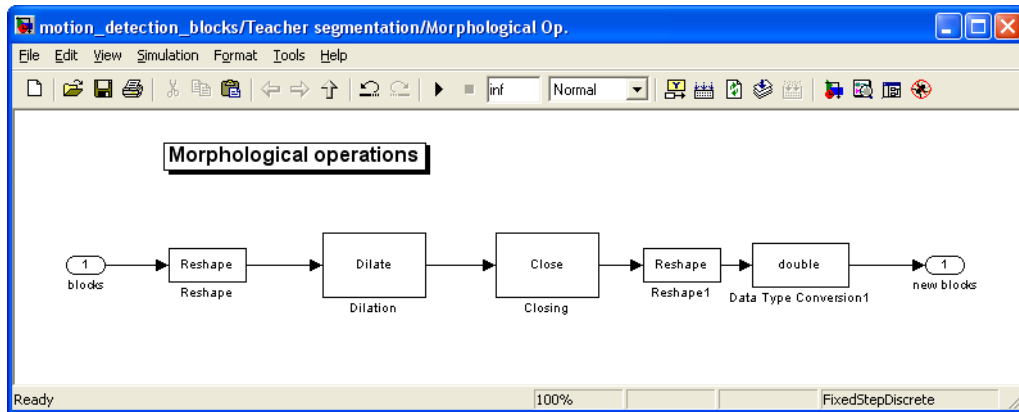 motion_detection_blocks/Teacher segmentation/Morphological Op.
File Edit View Simulation Format Tools Help
inf Normal
Morphological operations
1 Reshape Dilate Close Reshape double 1
blocks Reshape Dilation Closing Reshape1 Data Type Conversion1 new blocks
Ready 100% FixedStepDiscrete